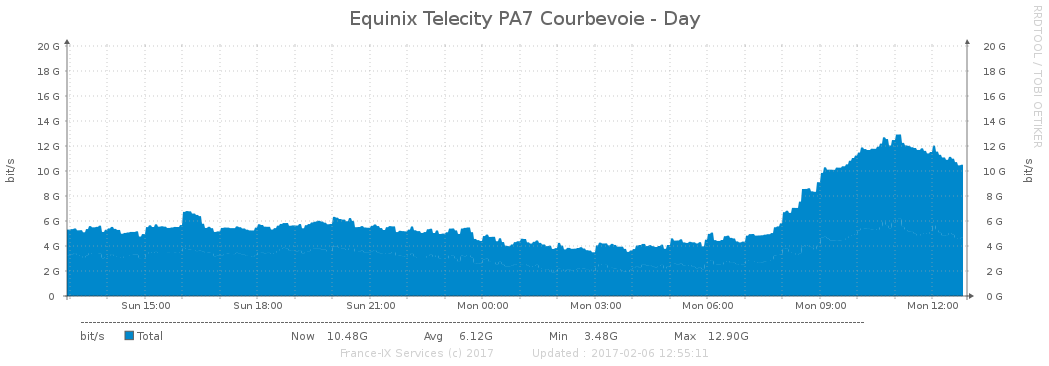 Equinix Telecity PA7 Courbevoie - Day
RRDTOOL / TOBI OETIKER
20 G 20 G
18 G 18 G
16 G 16 G
14 G 14 G
12 G 12 G
10 G 10 G
8 G 8 G
6 G 6 G
4 G 4 G
2 G 2 G
0 0 G
bit/s bit/s
Sun 15:00 Sun 18:00 Sun 21:00 Mon 00:00 Mon 03:00 Mon 06:00 Mon 09:00 Mon 12:00
bit/s Total Now 10.48G Avg 6.12G Min 3.48G Max 12.90G
France-IX Services (c) 2017 Updated : 2017-02-06 12:55:11